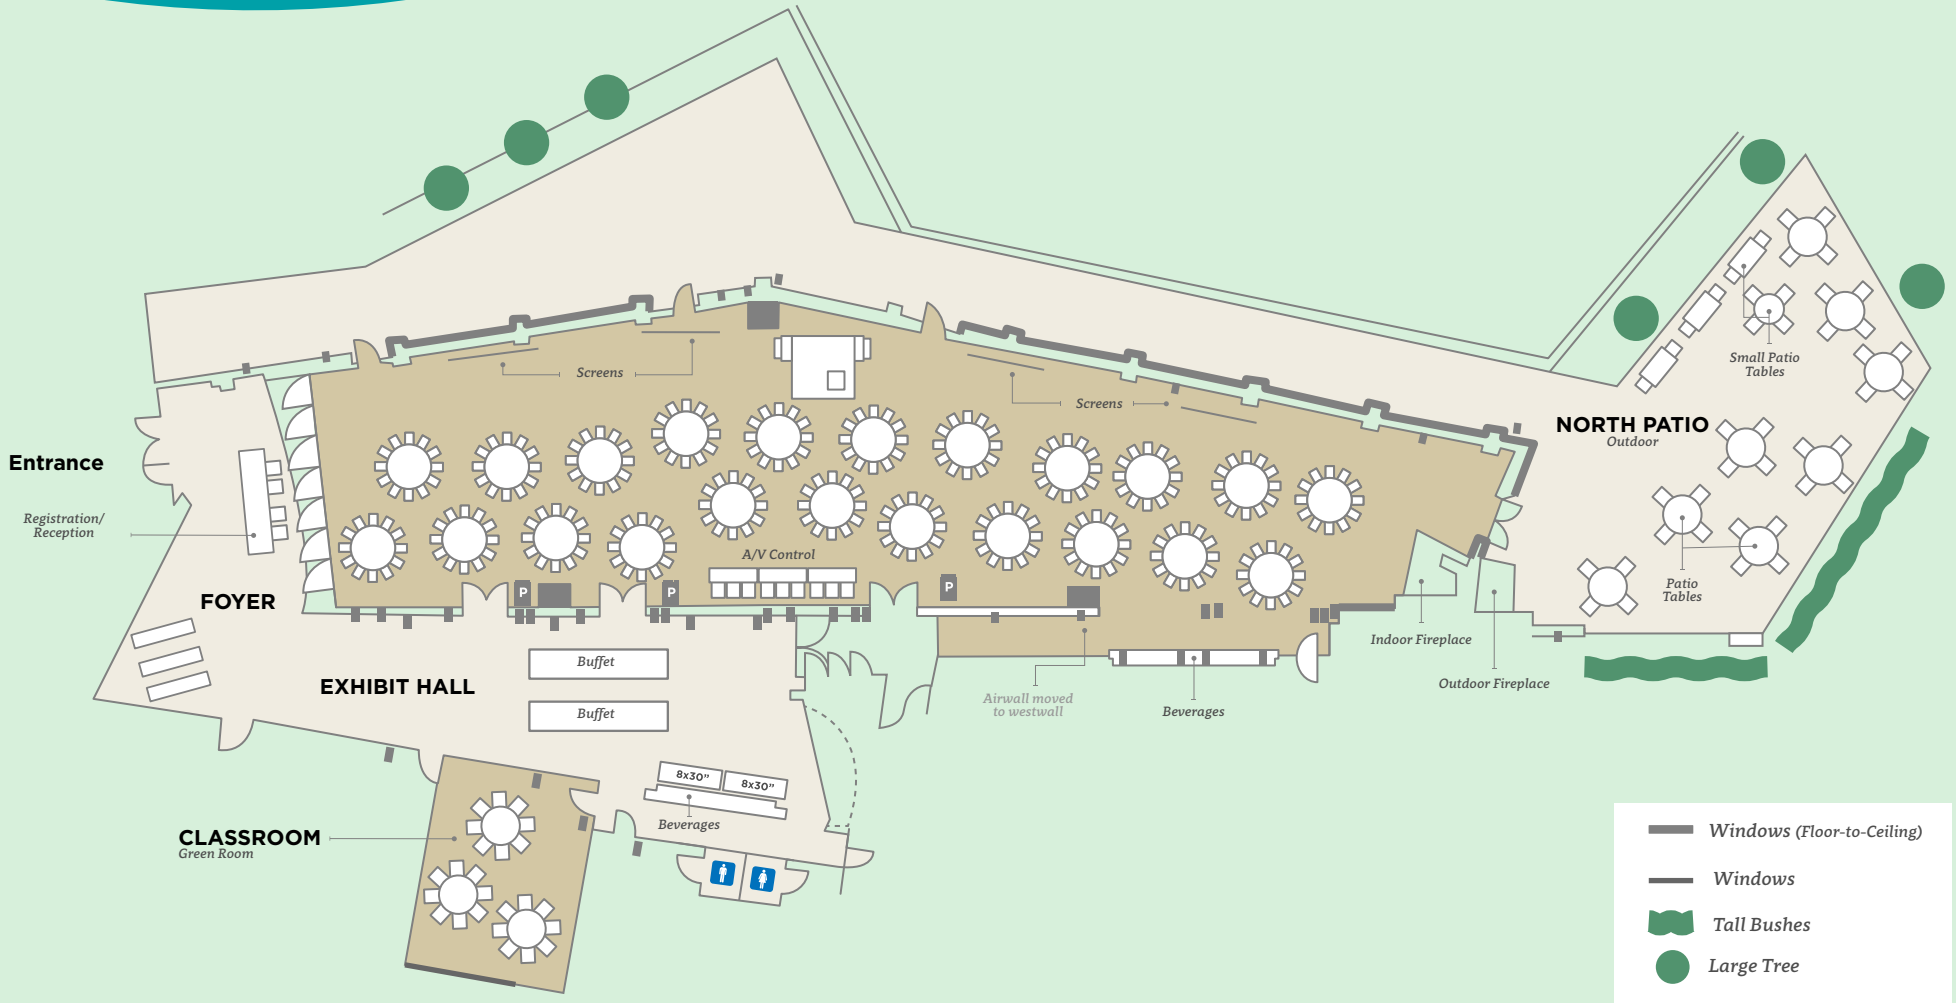 Screens
Screens
Small Patio
Tables
NORTH PATIO
Outdoor
Entrance
Registration/
Reception
A/V Control
P
P
P
Patio
Tables
FOYER
Indoor Fireplace
Buffet
EXHIBIT HALL
Outdoor Fireplace
Airwall moved
to westwall
Beverages
Buffet
8x30"
8x30"
Beverages
CLASSROOM
Green Room
Windows (Floor-to-Ceiling)
Windows
Tall Bushes
Large Tree